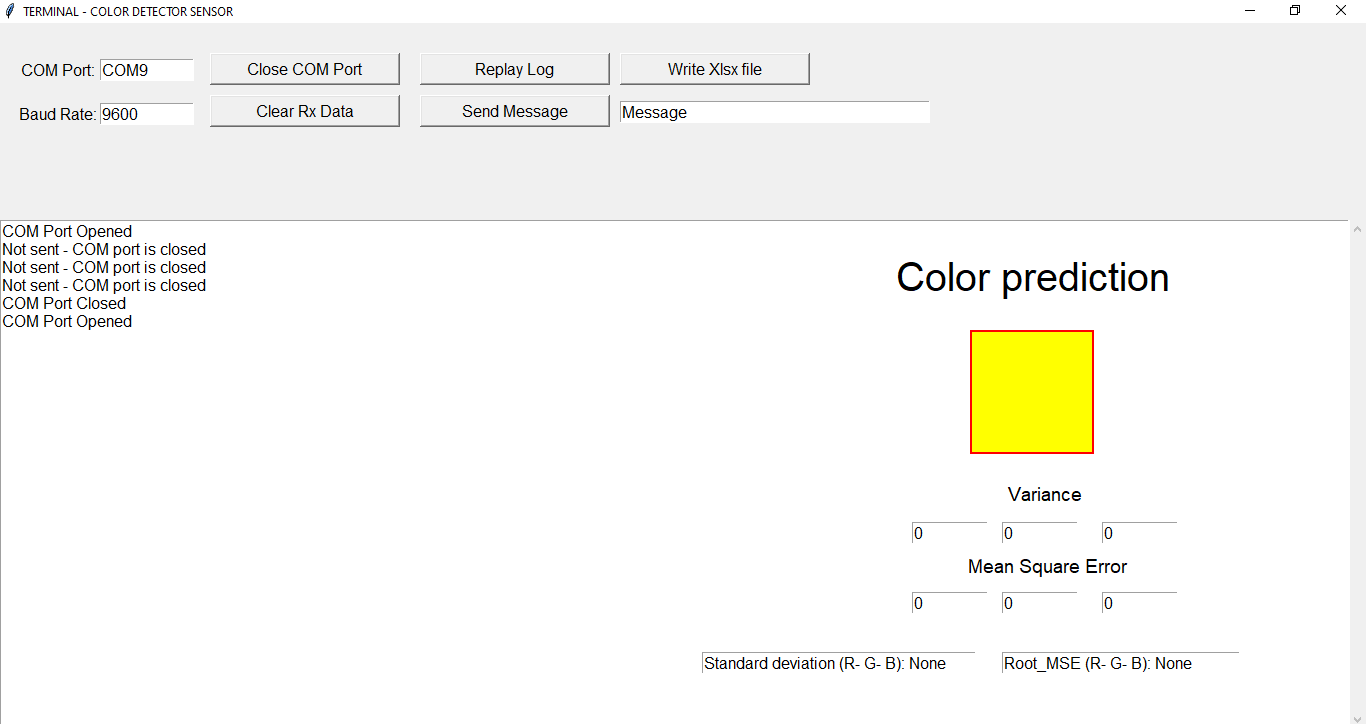 TERMINAL - COLOR DETECTOR SENSOR
COM Port: COM9 Close COM Port Replay Log Write Xlsx file
Baud Rate: 9600 Clear Rx Data Send Message Message
COM Port Opened
Not sent - COM port is closed
Not sent - COM port is closed
Not sent - COM port is closed
COM Port Closed
COM Port Opened
Color prediction
Variance
0 0 0
Mean Square Error
0 0 0
Standard deviation (R- G- B): None Root_MSE (R- G- B): None